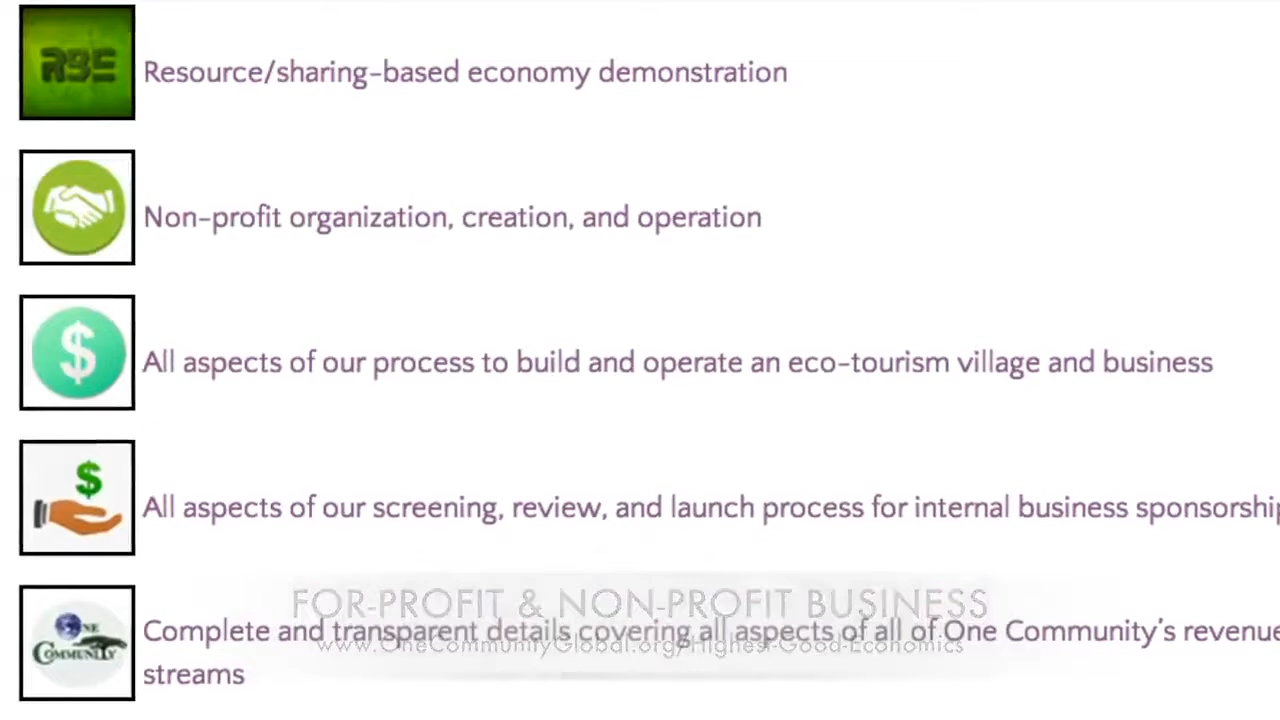 RBE
Resource/sharing-based economy demonstration
Non-profit organization, creation, and operation
$
All aspects of our process to build and operate an eco-tourism village and business
$
All aspects of our screening, review, and launch process for internal business sponsorship
FOR-PROFIT & NON-PROFIT BUSINESS
ONE COMMUNITY
Complete and transparent details covering all aspects of all of One Community's revenue
www.OneCommunityGlobal.org/Highest-Good-Economics
streams